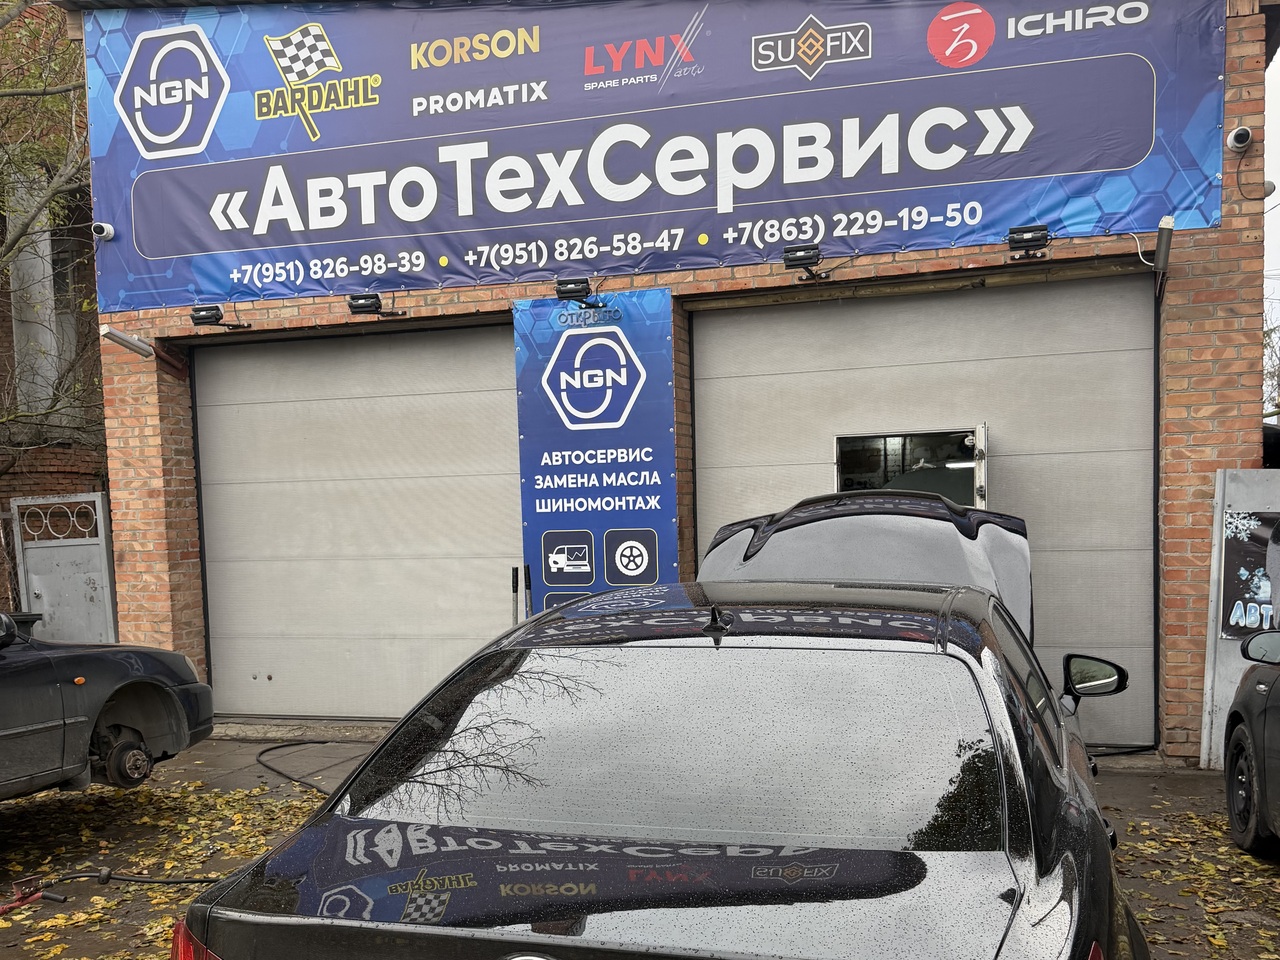 NGN
BARDAHL
KORSON
PROMATIX
LYNX auto
SPARE PARTS
SUFIX
ICHIRO
«АвтоТехСервис»
+7(951) 826-98-39 • +7(951) 826-58-47 • +7(863) 229-19-50
ОТКРЫТО
NGN
АВТОСЕРВИС
ЗАМЕНА МАСЛА
ШИНОМОНТАЖ